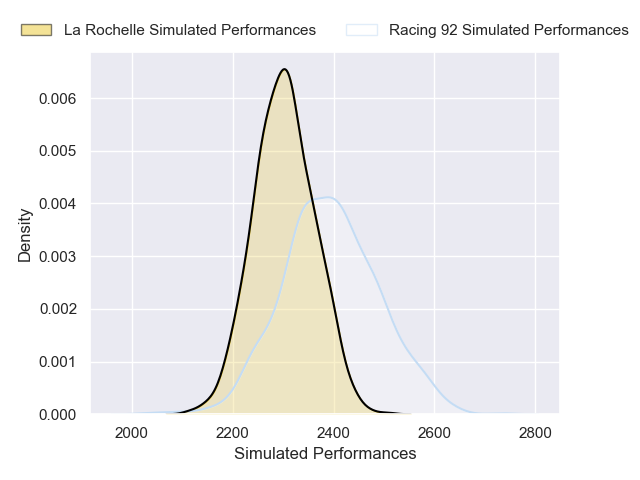 La Rochelle Simulated Performances Racing 92 Simulated Performances
0.006
0.005
0.004
0.003
0.002
0.001
0.000
Density
2000 2200 2400 2600 2800
Simulated Performances